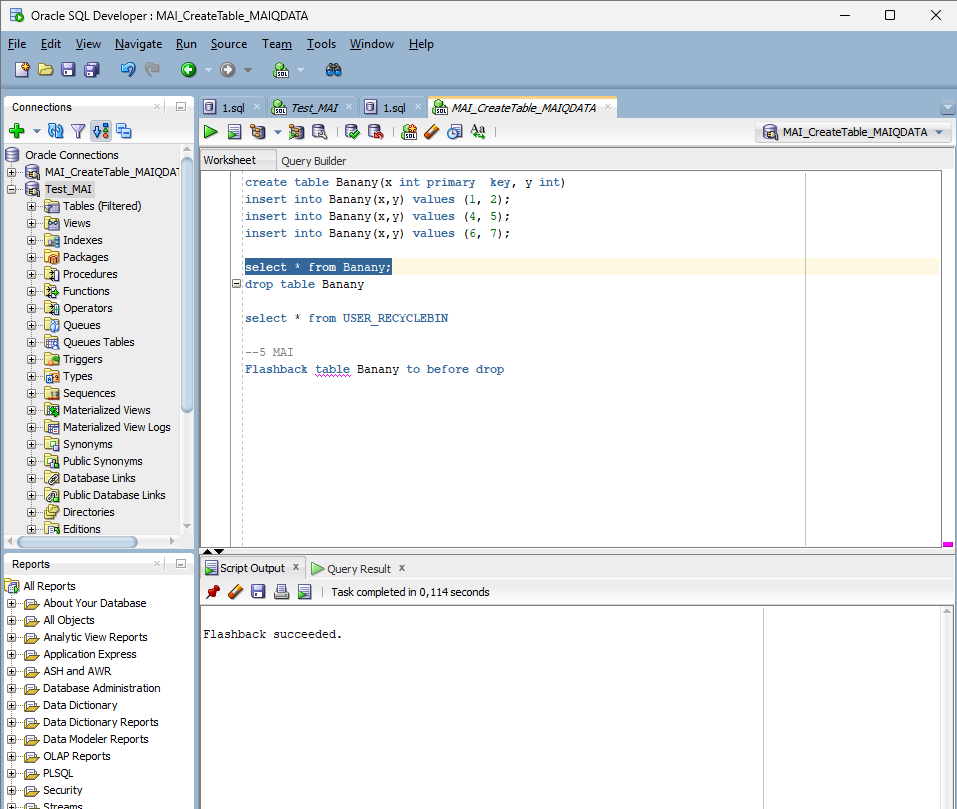 Oracle SQL Developer : MAI_CreateTable_MAIQDATA
File Edit View Navigate Run Source Team Tools Window Help
Connections
Oracle Connections
MAI_CreateTable_MAIQDAT
Test_MAI
Tables (Filtered)
Views
Indexes
Packages
Procedures
Functions
Operators
Queues
Queues Tables
Triggers
Types
Sequences
Materialized Views
Materialized View Logs
Synonyms
Public Synonyms
Database Links
Public Database Links
Directories
Editions
Reports
All Reports
About Your Database
All Objects
Analytic View Reports
Application Express
ASH and AWR
Database Administration
Data Dictionary
Data Dictionary Reports
Data Modeler Reports
OLAP Reports
PLSQL
Security
Streams
1.sql Test_MAI 1.sql MAI_CreateTable_MAIQDATA
MAI_CreateTable_MAIQDATA
Worksheet Query Builder
create table Banany(x int primary  key, y int)
insert into Banany(x,y) values (1, 2);
insert into Banany(x,y) values (4, 5);
insert into Banany(x,y) values (6, 7);
select * from Banany;
drop table Banany
select * from USER_RECYCLEBIN
--5 MAI
Flashback table Banany to before drop
Script Output x Query Result x
Task completed in 0,114 seconds
Flashback succeeded.